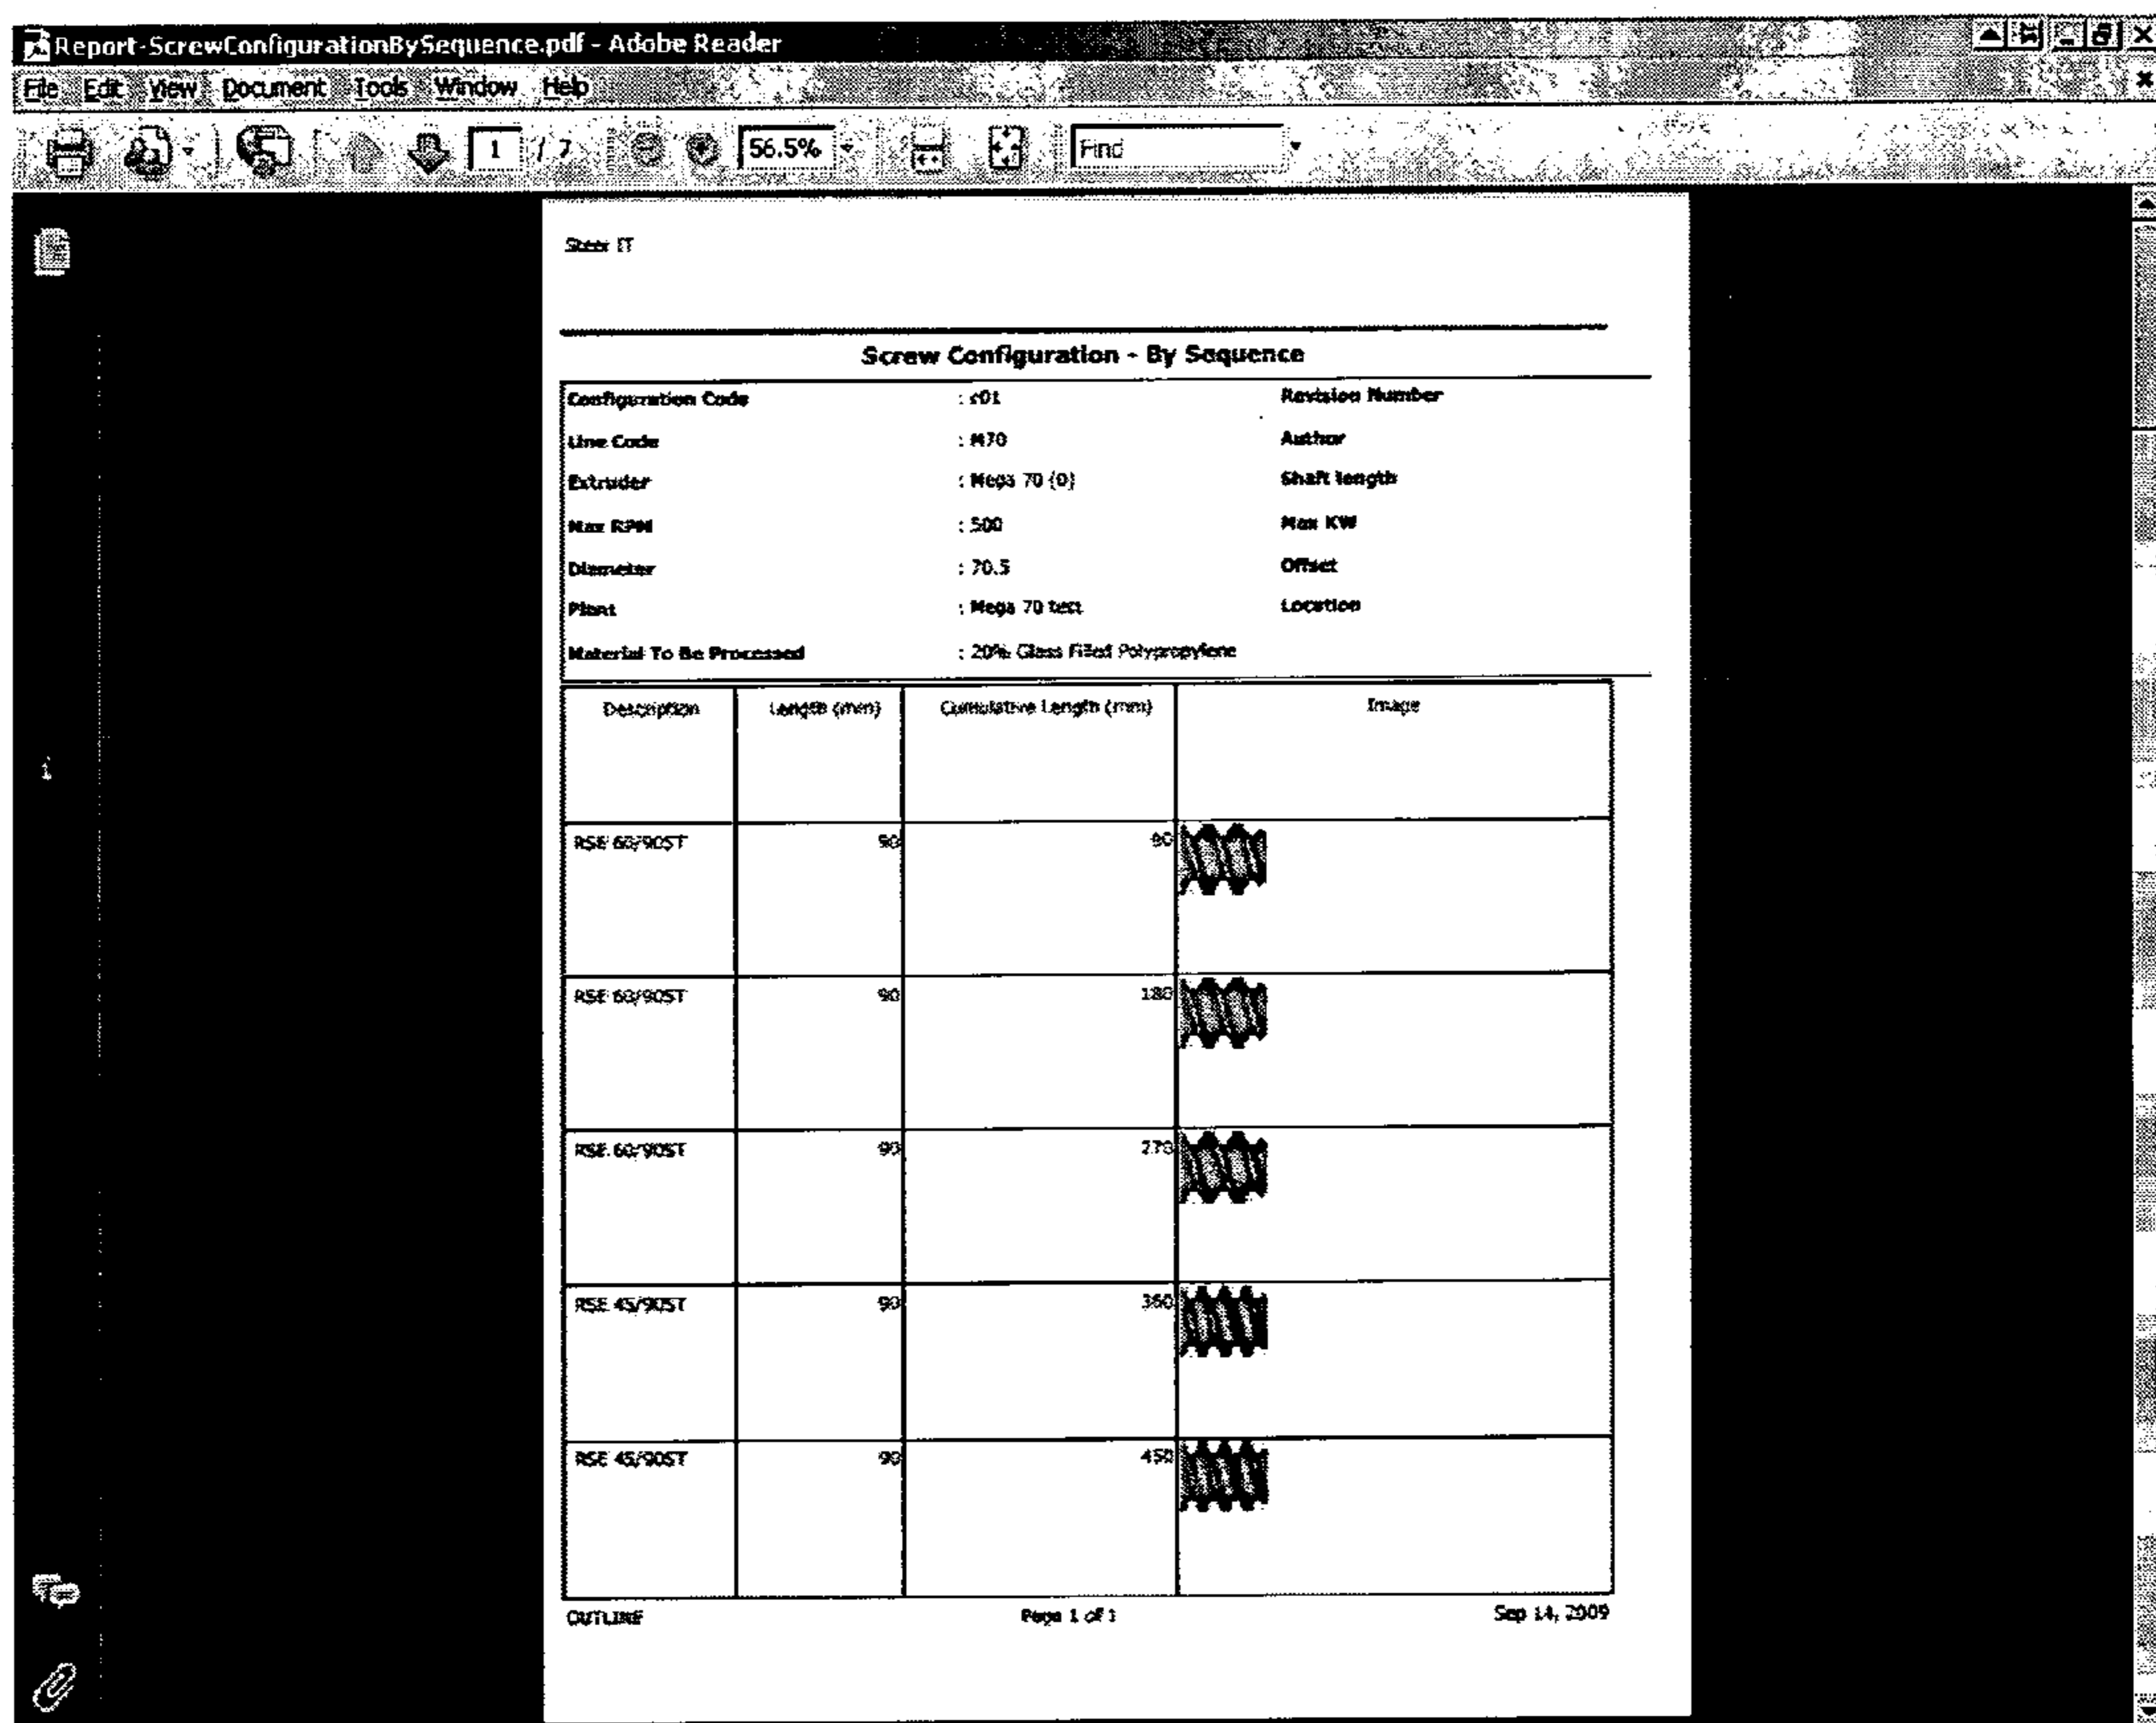 Report-ScrewConfigurationBySequence.pdf - Adobe Reader
File Edit View Document Tools Window Help
1 / 7 56.5% Find
Steer IT
Screw Configuration - By Sequence
Configuration Code : c01 Revision Number
Line Code : M70 Author
Extruder : Mega 70 (D) Shaft length
Max RPM : 500 Max KW
Diameter : 70.5 Offset
Plant : Mega 70 test Location
Material To Be Processed : 20% Glass Filled Polypropylene
Description Length (mm) Cumulative Length (mm) Image
RSE 60/90ST 90 90
RSE 60/90ST 90 180
RSE 60/90ST 90 270
RSE 45/90ST 90 360
RSE 45/90ST 90 450
OUTLINE Page 1 of 1 Sep 14, 2009